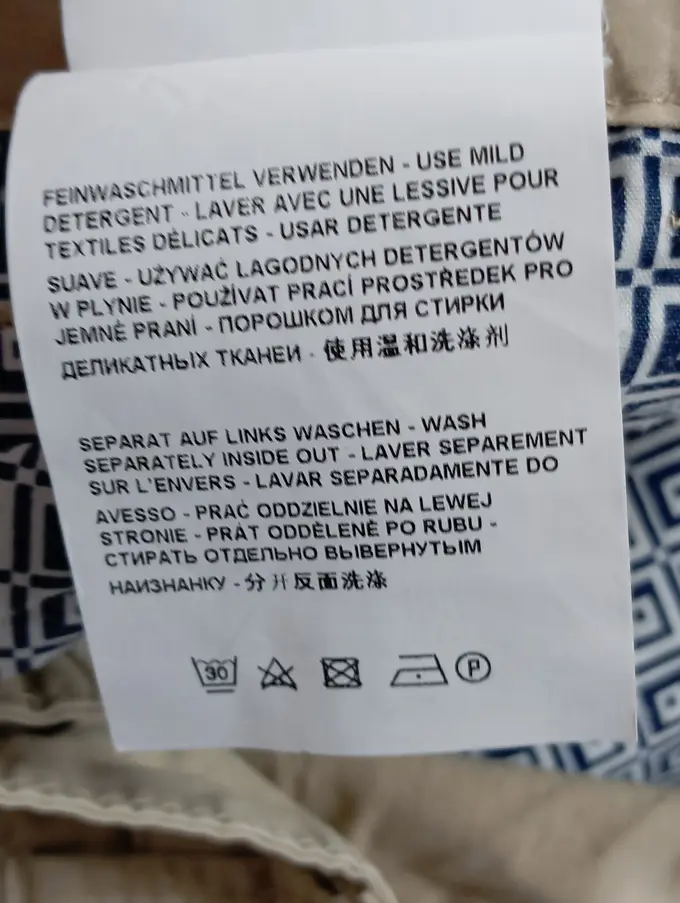 FEINWASCHMITTEL VERWENDEN - USE MILD
DETERGENT - LAVER AVEC UNE LESSIVE POUR
TEXTILES DÉLICATS - USAR DETERGENTE
SUAVE - UŻYWAĆ LAGODNYCH DETERGENTÓW
W PLYNIE - POUŽÍVAT PRACÍ PROSTŘEDEK PRO
JEMNÉ PRANÍ - ПОРОШКОМ ДЛЯ СТИРКИ
ДЕЛИКАТНЫХ ТКАНЕЙ - 使用温和洗涤剂
SEPARAT AUF LINKS WASCHEN - WASH
SEPARATELY INSIDE OUT - LAVER SEPAREMENT
SUR L'ENVERS - LAVAR SEPARADAMENTE DO
AVESSO - PRAĆ ODDZIELNIE NA LEWEJ
STRONIE - PRÁT ODDĚLENĚ PO RUBU -
СТИРАТЬ ОТДЕЛЬНО ВЫВЕРНУТЫМ
НАИЗНАНКУ - 分开反面洗涤
30 P